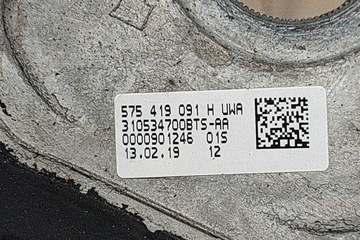 575 419 091 H UWA
310534700BTS-AA
0000901246 015
13.02.19 12